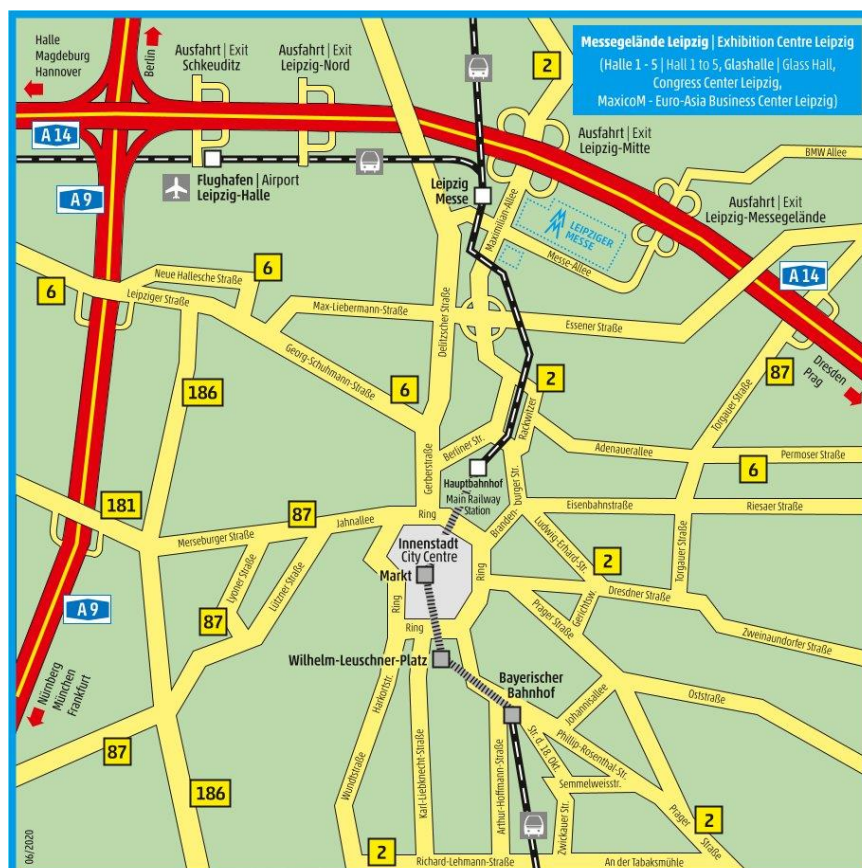 Messegelände Leipzig | Exhibition Centre Leipzig
(Halle 1 - 5 | Hall 1 to 5, Glashalle | Glass Hall,
Congress Center Leipzig,
MaxicoM - Euro-Asia Business Center Leipzig)
Halle
Magdeburg
Hannover
Berlin
Ausfahrt | Exit
Schkeuditz
Ausfahrt | Exit
Leipzig-Nord
2
A 14
A 9
Flughafen | Airport
Leipzig-Halle
Leipzig
Messe
Ausfahrt | Exit
Leipzig-Mitte
BMW Allee
Ausfahrt | Exit
Leipzig-Messegelände
Maximilian-Allee
LEIPZIGER
MESSE
Messe-Allee
A 14
6
Neue Hallesche Straße
6
Leipziger Straße
Max-Liebermann-Straße
Delitzscher Straße
Essener Straße
Georg-Schuhmann-Straße
186
6
2
87
Dresden
Prag
Torgauer Straße
Rackwitzer
Berliner Str.
Adenauerallee
Permoser Straße
6
Gerberstraße
Hauptbahnhof
Main Railway
Station
Branden-
burger Str.
Eisenbahnstraße
Riesaer Straße
181
87
Merseburger Straße
Jahnallee
Ring
Innenstadt
City Centre
Markt
Ring
Ring
Ring
Ludwig-Erhard-Str.
2
Dresdner Straße
Torgauer Straße
Gerichtsw.
Prager Straße
Zweinaundorfer Straße
Lyoner Straße
Lützner Straße
87
A 9
Nürnberg
München
Frankfurt
Wilhelm-Leuschner-Platz
Bayerischer
Bahnhof
Johannisallee
Oststraße
Harkortstr.
Karl-Liebknecht-Straße
Arthur-Hoffmann-Straße
Str. d. 18. Okt.
Phillip-Rosenthal-Str.
Semmelweisstr.
Zwickauer Str.
Wundtstraße
Prager
Straße
87
186
2
2
Richard-Lehmann-Straße
An der Tabaksmühle
06/2020